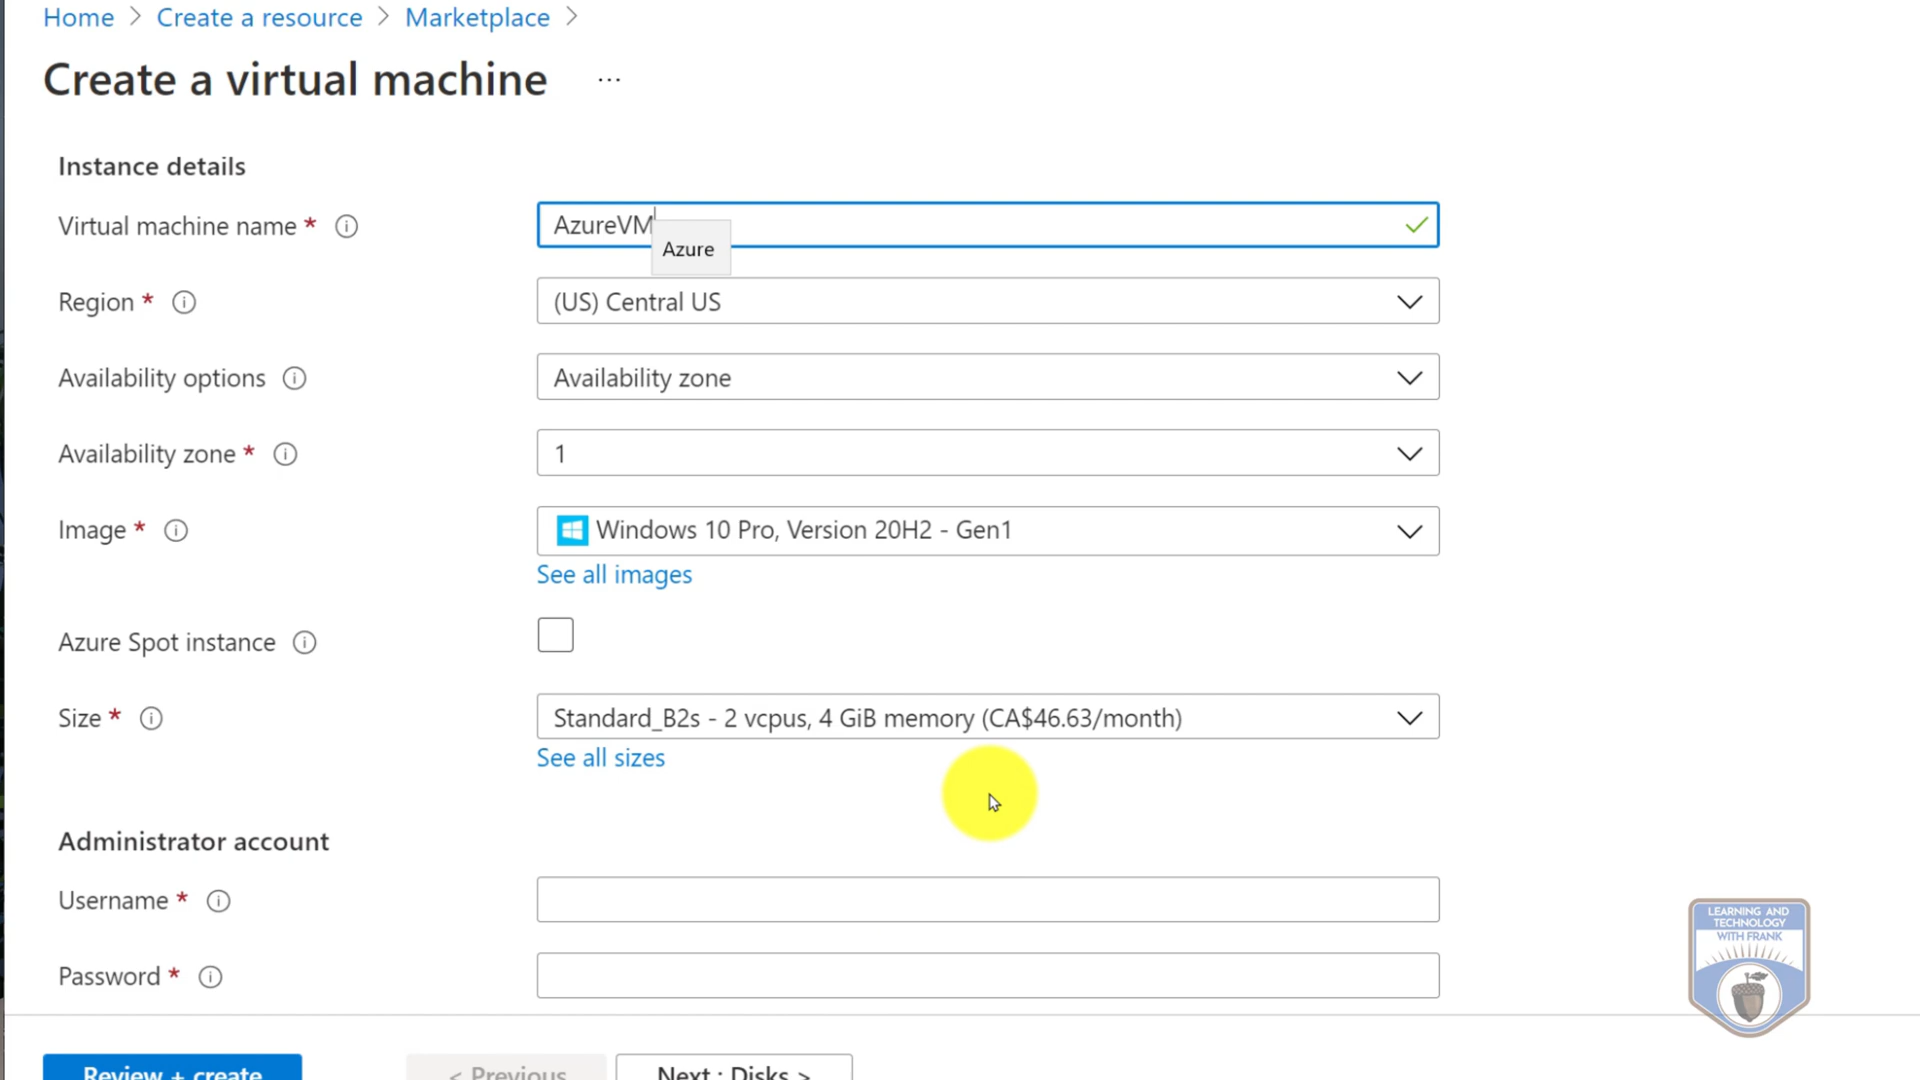 Home > Create a resource > Marketplace >
Create a virtual machine ...
Instance details
Virtual machine name * AzureVM
Azure
Region * (US) Central US
Availability options Availability zone
Availability zone * 1
Image * Windows 10 Pro, Version 20H2 - Gen1
See all images
Azure Spot instance
Size * Standard_B2s - 2 vcpus, 4 GiB memory (CA$46.63/month)
See all sizes
Administrator account
Username *
Password *
LEARNING AND
TECHNOLOGY
WITH FRANK
Review + create < Previous Next : Disks >